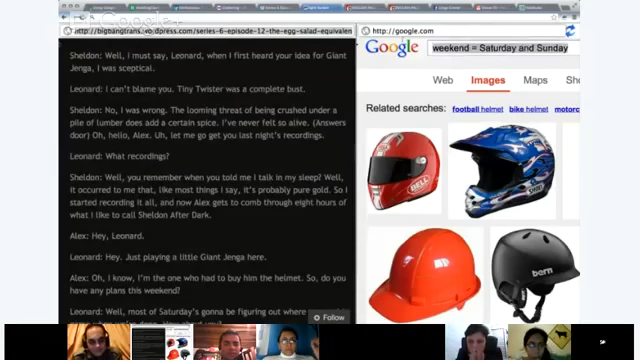 http://bigbangtrans.wordpress.com/series-6-episode-12-the-egg-salad-equivalen
http://google.com
Sheldon: Well, I must say, Leonard, when I first heard your idea for Giant
Jenga, I was sceptical.
Leonard: I can't blame you. Tiny Twister was a complete bust.
Sheldon: No, I was wrong. The looming threat of being crushed under a
pile of lumber does add a certain spice. I've never felt so alive. (Answers
door) Oh, hello, Alex. Uh, let me go get you last night's recordings.
Leonard: What recordings?
Sheldon: Well, you remember when you told me I talk in my sleep? Well,
it occurred to me that, like most things I say, it's probably pure gold. So I
started recording it all, and now Alex gets to comb through eight hours of
what I like to call Sheldon After Dark.
Alex: Hey, Leonard.
Leonard: Hey. Just playing a little Giant Jenga here.
Alex: Oh, I know, I'm the one who had to buy him the helmet. So, do you
have any plans this weekend?
Leonard: Well, most of Saturday's gonna be figuring out where
Follow
Google
weekend = Saturday and Sunday
Web Images Maps Sho
Related searches: football helmet bike helmet motorc
BELL
bern